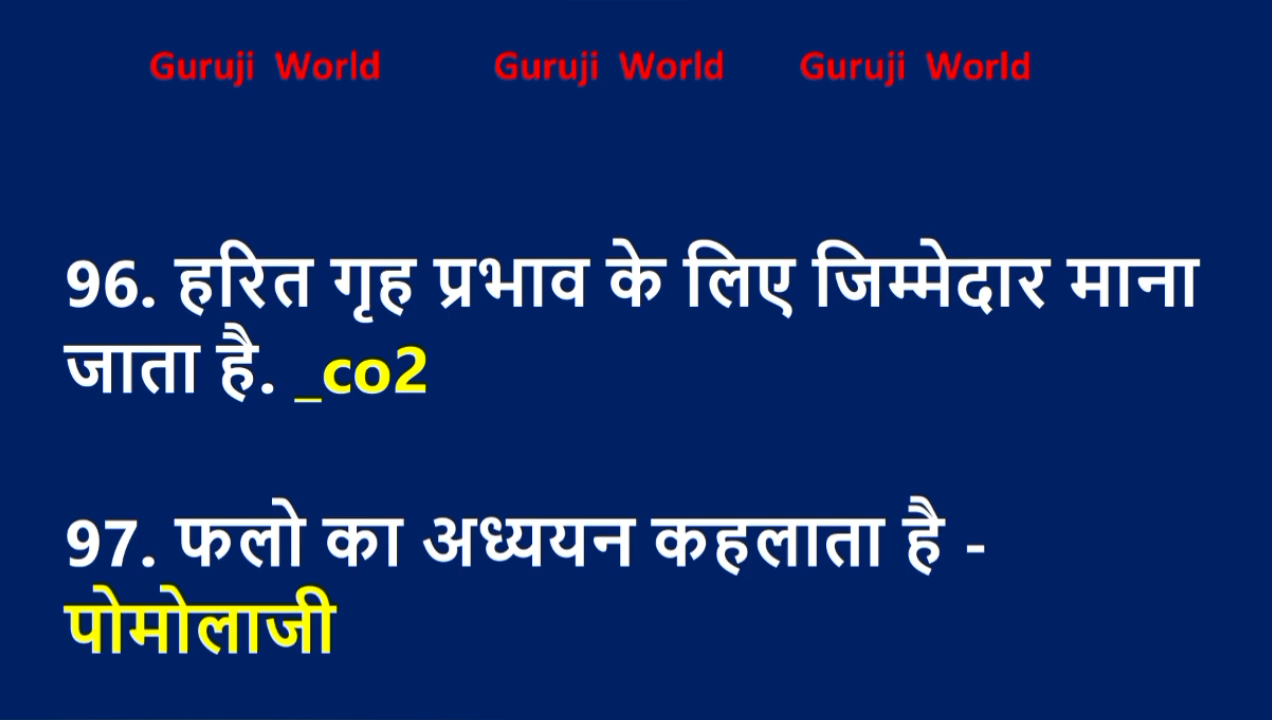 Guruji World Guruji World Guruji World
96. हरित गृह प्रभाव के लिए जिम्मेदार माना
जाता है. _co2
97. फलो का अध्ययन कहलाता है -
पोमोलाजी